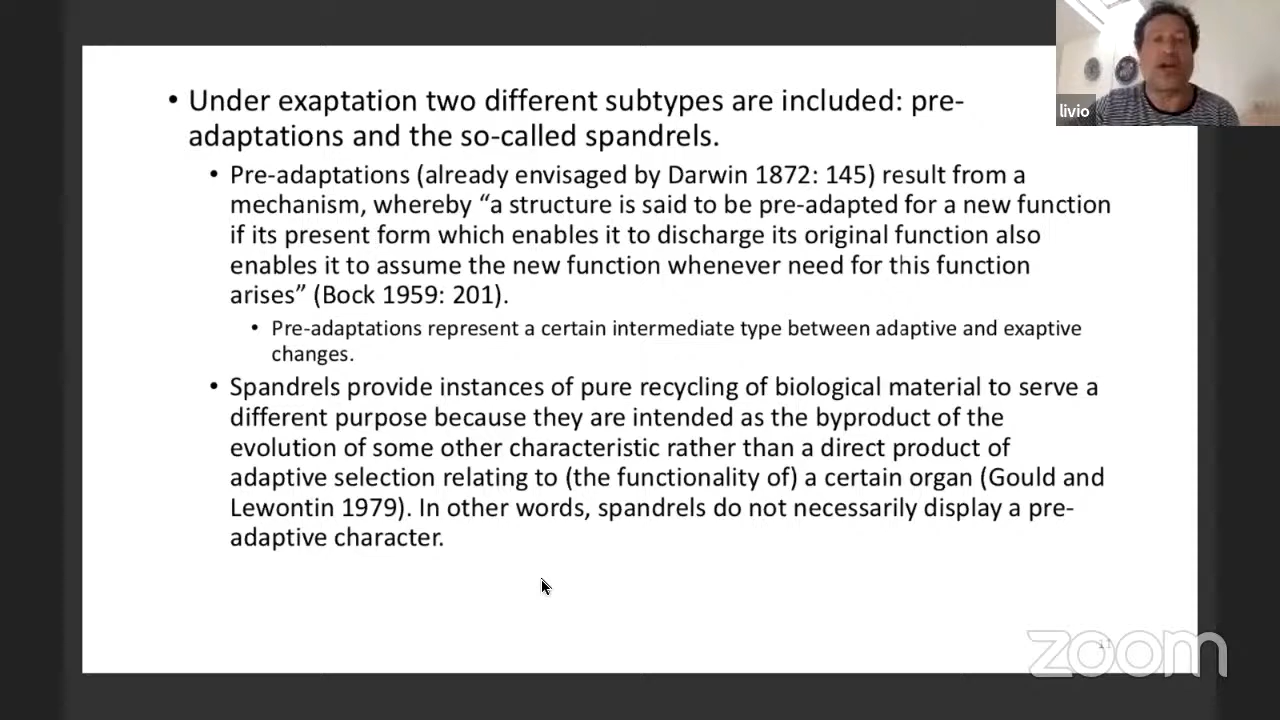 • Under exaptation two different subtypes are included: pre-
adaptations and the so-called spandrels.
• Pre-adaptations (already envisaged by Darwin 1872: 145) result from a
mechanism, whereby “a structure is said to be pre-adapted for a new function
if its present form which enables it to discharge its original function also
enables it to assume the new function whenever need for this function
arises” (Bock 1959: 201).
• Pre-adaptations represent a certain intermediate type between adaptive and exaptive
changes.
• Spandrels provide instances of pure recycling of biological material to serve a
different purpose because they are intended as the byproduct of the
evolution of some other characteristic rather than a direct product of
adaptive selection relating to (the functionality of) a certain organ (Gould and
Lewontin 1979). In other words, spandrels do not necessarily display a pre-
adaptive character.
livio
11
zoom